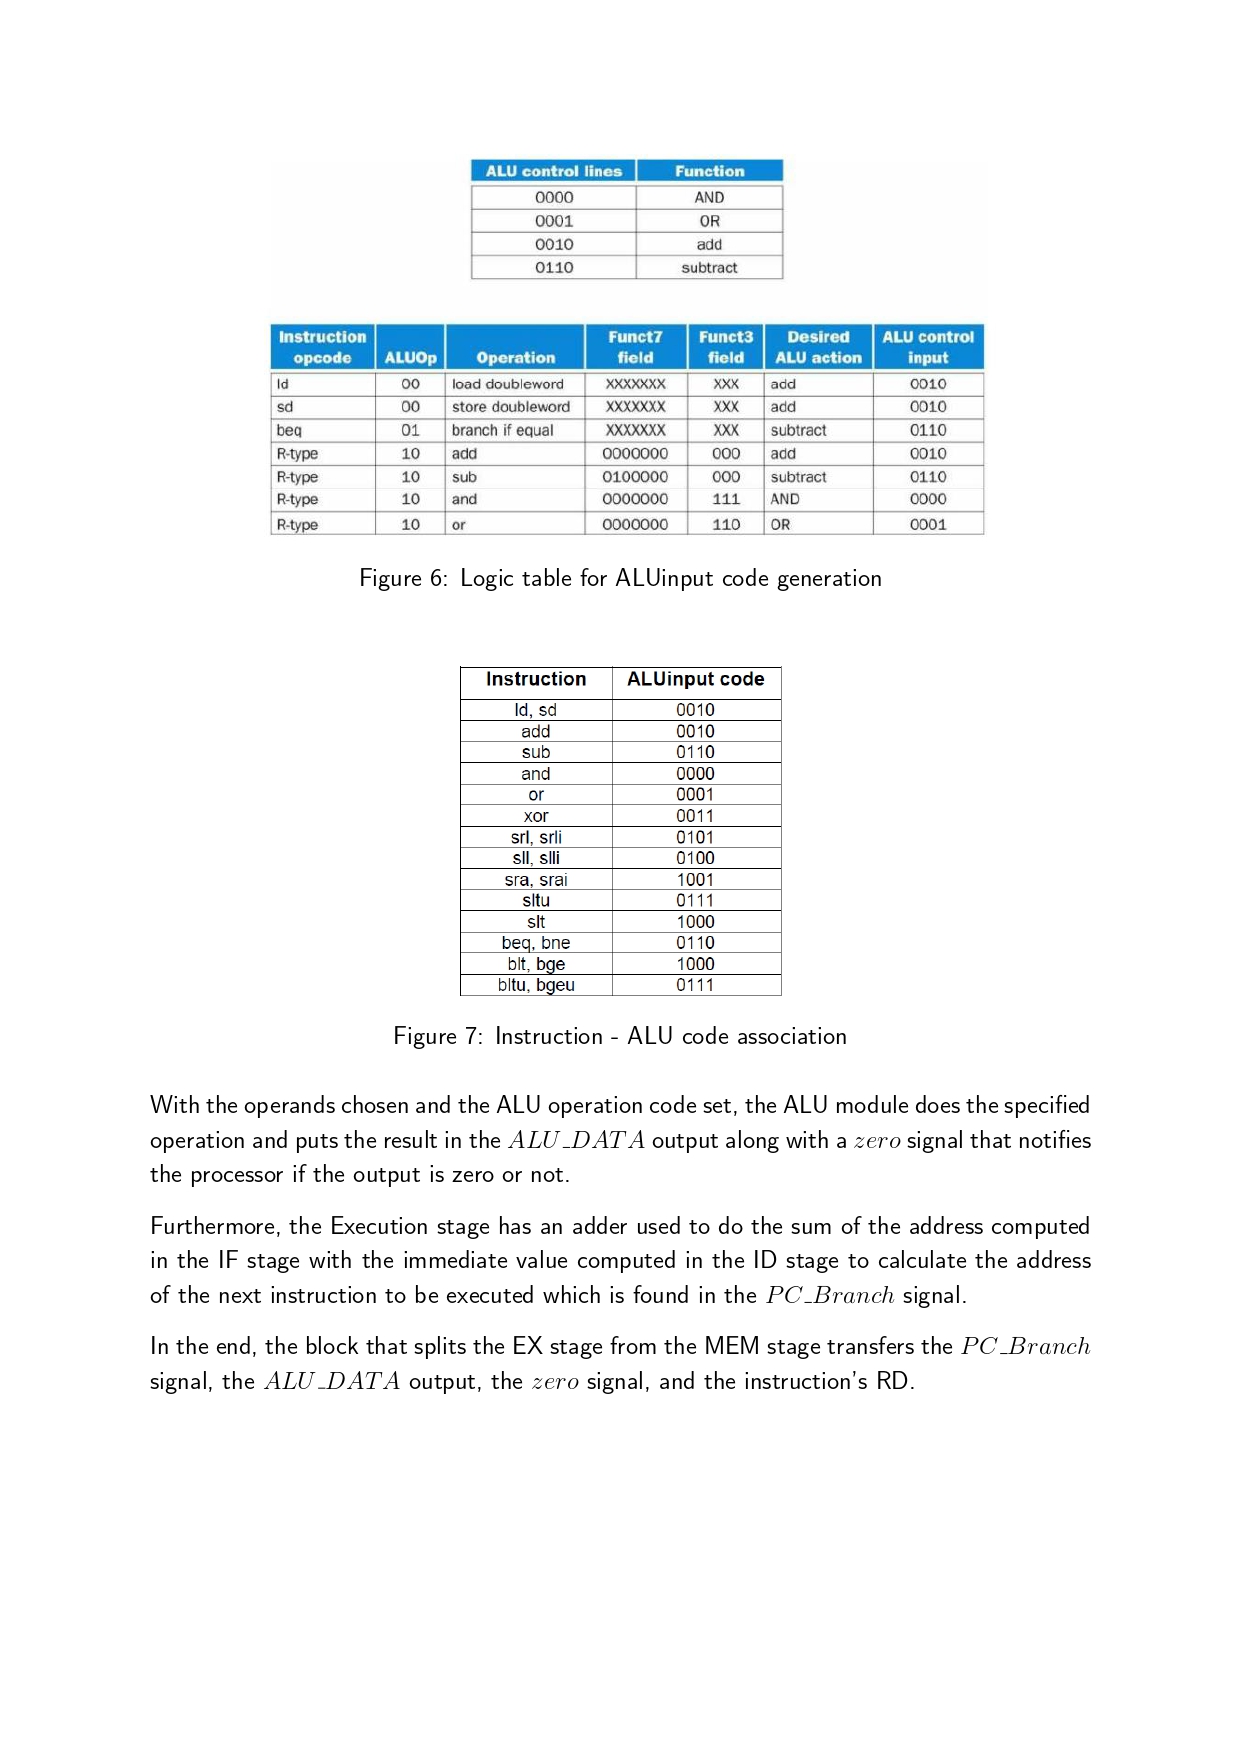 ALU control lines Function
0000 AND
0001 OR
0010 add
0110 subtract
Instruction opcode ALUOp Operation Funct7 field Funct3 field Desired ALU action ALU control input
ld 00 load doubleword XXXXXXX XXX add 0010
sd 00 store doubleword XXXXXXX XXX add 0010
beq 01 branch if equal XXXXXXX XXX subtract 0110
R-type 10 add 0000000 000 add 0010
R-type 10 sub 0100000 000 subtract 0110
R-type 10 and 0000000 111 AND 0000
R-type 10 or 0000000 110 OR 0001
Figure 6: Logic table for ALUinput code generation
Instruction ALUinput code
ld, sd 0010
add 0010
sub 0110
and 0000
or 0001
xor 0011
srl, srli 0101
sll, slli 0100
sra, srai 1001
sltu 0111
slt 1000
beq, bne 0110
blt, bge 1000
bltu, bgeu 0111
Figure 7: Instruction - ALU code association
With the operands chosen and the ALU operation code set, the ALU module does the specified
operation and puts the result in the ALU_DATA output along with a zero signal that notifies
the processor if the output is zero or not.
Furthermore, the Execution stage has an adder used to do the sum of the address computed
in the IF stage with the immediate value computed in the ID stage to calculate the address
of the next instruction to be executed which is found in the PC_Branch signal.
In the end, the block that splits the EX stage from the MEM stage transfers the PC_Branch
signal, the ALU_DATA output, the zero signal, and the instruction's RD.